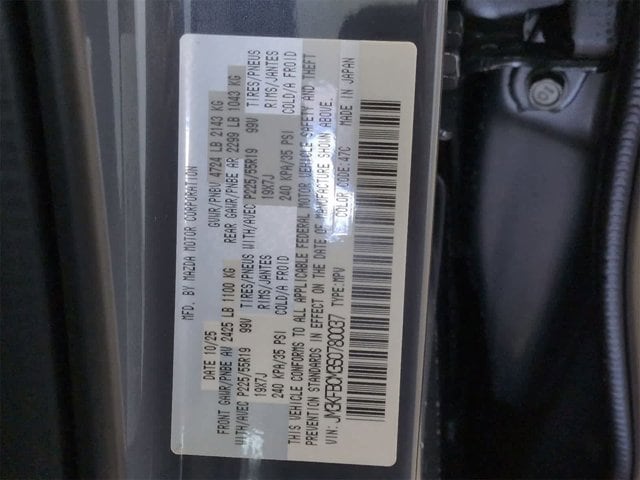 MFD. BY MAZDA MOTOR CORPORATION
DATE 10/25 GVWR/PNBV 4724 LB 2143 KG
FRONT GAWR/PNBE AV 2425 LB 1100 KG REAR GAWR/PNBE AR 2299 LB 1043 KG
WITH/AVEC P225/55R19 99V TIRES/PNEUS WITH/AVEC P225/55R19 99V TIRES/PNEUS
19X7J RIMS/JANTES 19X7J RIMS/JANTES
240 KPA/35 PSI COLD/A FROID 240 KPA/35 PSI COLD/A FROID
THIS VEHICLE CONFORMS TO ALL APPLICABLE FEDERAL MOTOR VEHICLE SAFETY AND THEFT
PREVENTION STANDARDS IN EFFECT ON THE DATE OF MANUFACTURE SHOWN ABOVE.
VIN: TYPE: MPV COLOR CODE: 47C MADE IN JAPAN